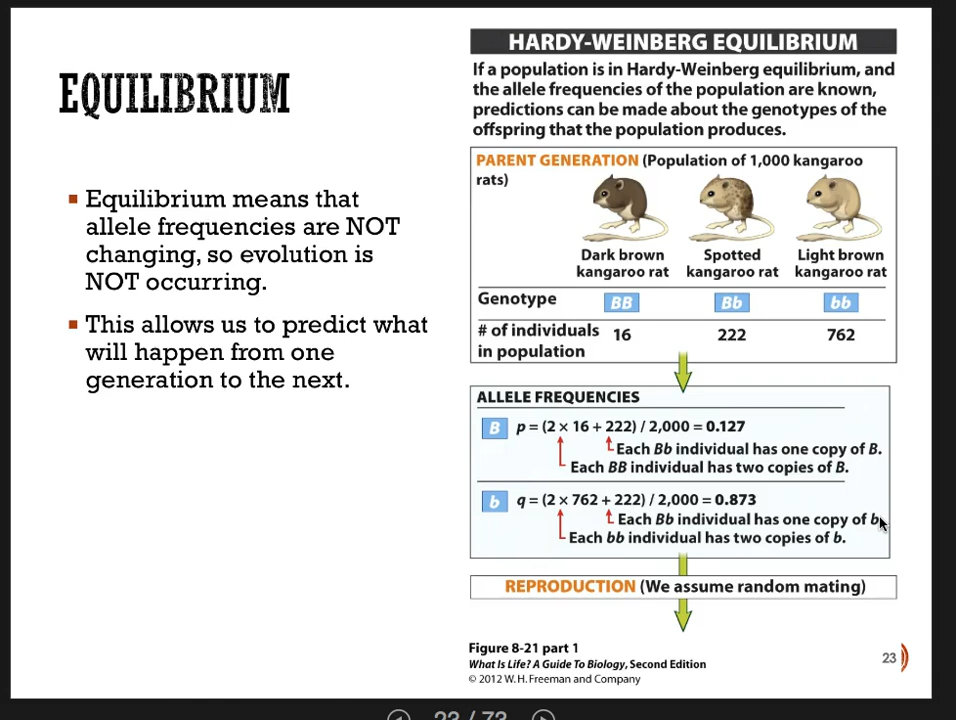 EQUILIBRIUM
▪ Equilibrium means that
allele frequencies are NOT
changing, so evolution is
NOT occurring.
▪ This allows us to predict what
will happen from one
generation to the next.
HARDY-WEINBERG EQUILIBRIUM
If a population is in Hardy-Weinberg equilibrium, and
the allele frequencies of the population are known,
predictions can be made about the genotypes of the
offspring that the population produces.
PARENT GENERATION (Population of 1,000 kangaroo
rats)
Dark brown Spotted Light brown
kangaroo rat kangaroo rat kangaroo rat
Genotype BB Bb bb
# of individuals 16 222 762
in population
ALLELE FREQUENCIES
B p = (2 × 16 + 222) / 2,000 = 0.127
Each Bb individual has one copy of B.
Each BB individual has two copies of B.
b q = (2 × 762 + 222) / 2,000 = 0.873
Each Bb individual has one copy of b
Each bb individual has two copies of b.
REPRODUCTION (We assume random mating)
Figure 8-21 part 1
What Is Life? A Guide To Biology, Second Edition
© 2012 W. H. Freeman and Company
23
23 / 73